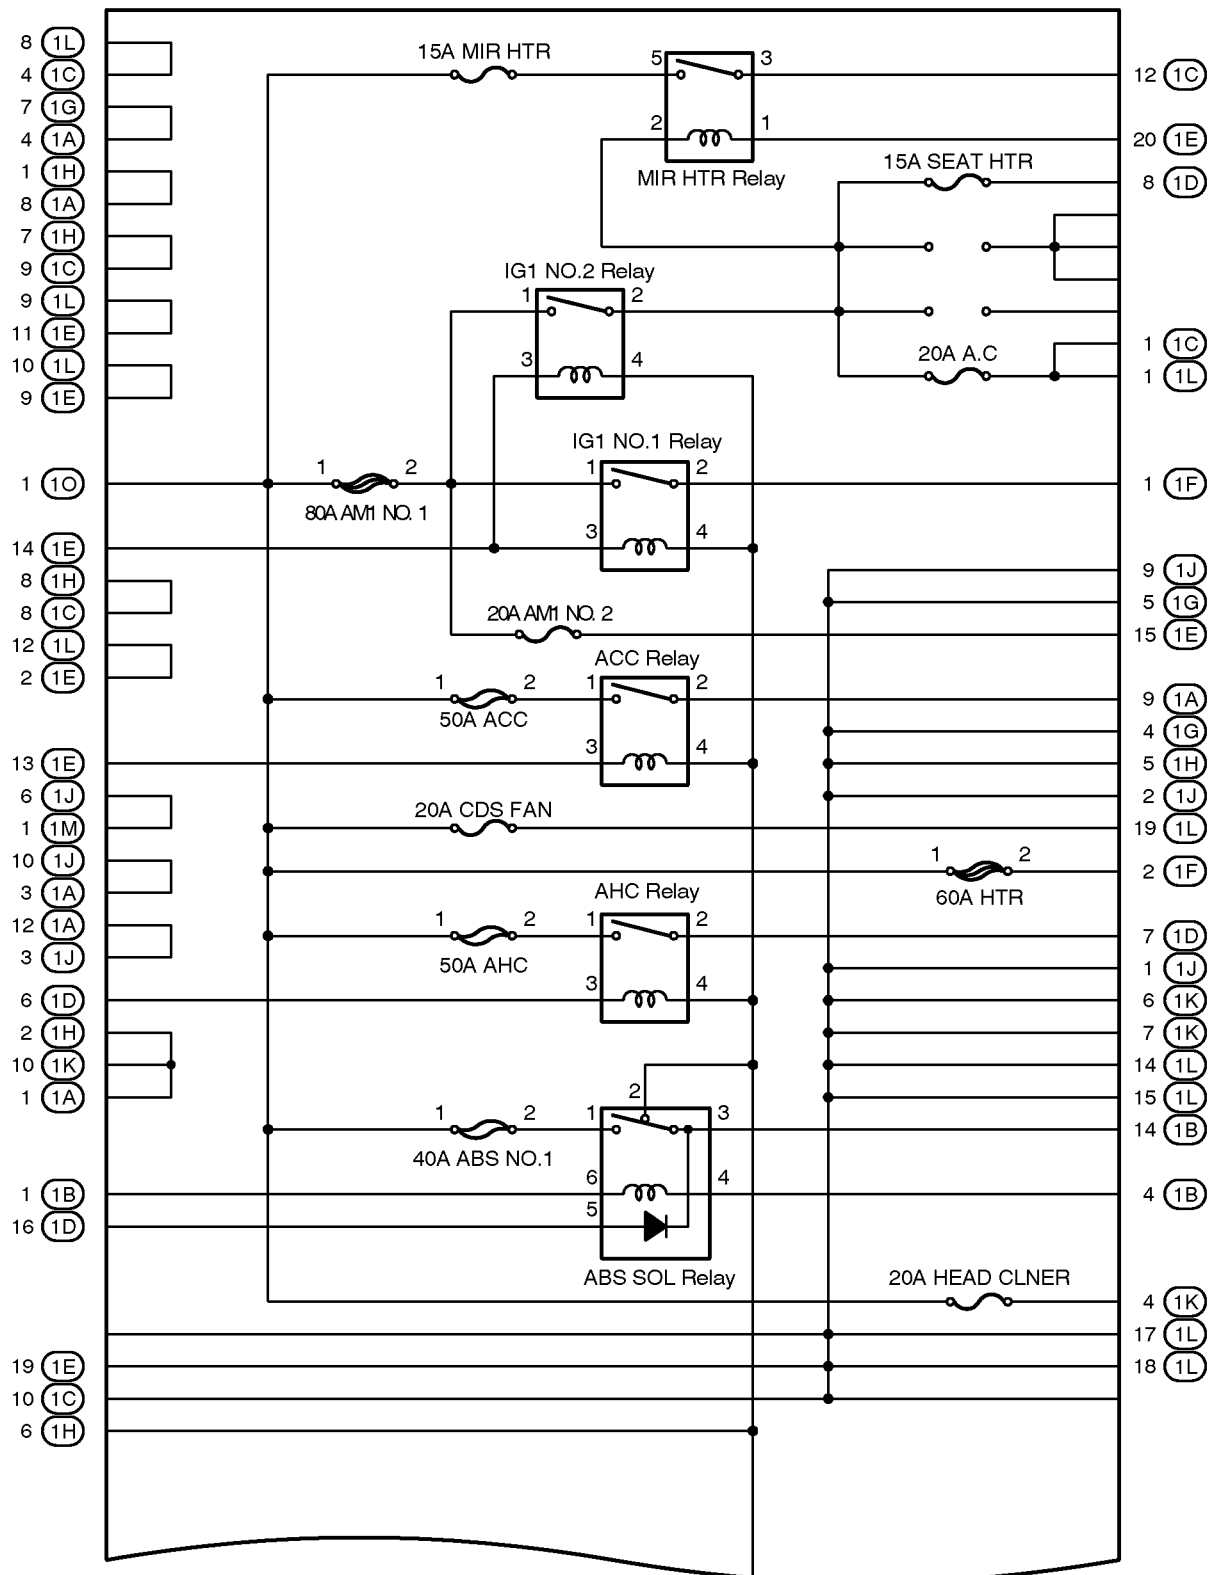 8 1L
15A MIR HTR
5 3
4 1C
12 1C
7 1G
2 1
4 1A
20 1E
15A SEAT HTR
1 1H
MIR HTR Relay
8 1D
8 1A
7 1H
9 1C
IG1 NO.2 Relay
9 1L
1 2
11 1E
20A A.C
1 1C
10 1L
3 4
1 1L
9 1E
IG1 NO.1 Relay
1 1O
1 2
1 2
1 1F
80A AM1 NO. 1
3 4
14 1E
9 1J
8 1H
5 1G
8 1C
20A AM1 NO. 2
15 1E
12 1L
ACC Relay
2 1E
1 2
1 2
9 1A
50A ACC
4 1G
3 4
13 1E
5 1H
6 1J
2 1J
20A CDS FAN
1 1M
19 1L
10 1J
1 2
2 1F
3 1A
AHC Relay
60A HTR
12 1A
1 2
1 2
7 1D
3 1J
50A AHC
1 1J
3 4
6 1D
6 1K
2 1H
7 1K
10 1K
14 1L
2
1 1A
15 1L
1 2
1 3
14 1B
40A ABS NO.1
6 4
1 1B
4 1B
5
16 1D
ABS SOL Relay
20A HEAD CLNER
4 1K
17 1L
19 1E
18 1L
10 1C
6 1H